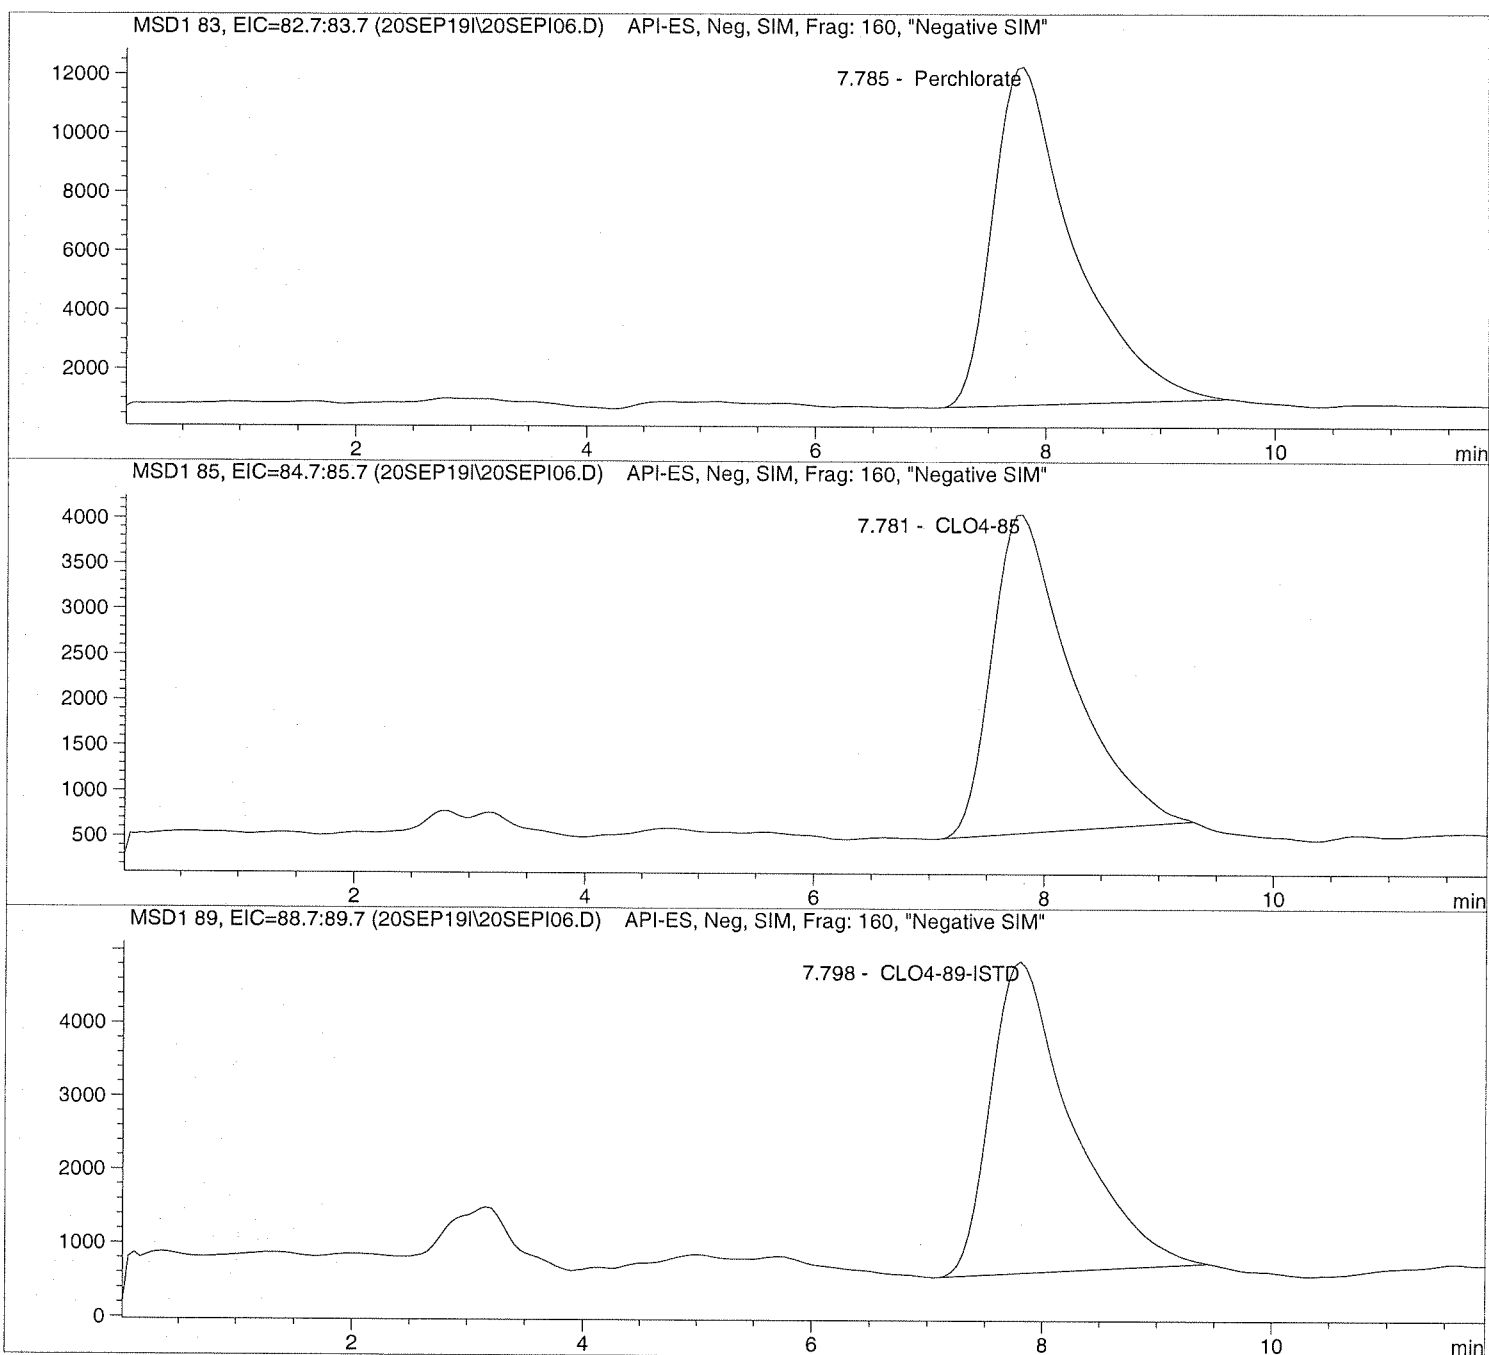 MSD1 83, EIC=82.7:83.7 (20SEP19I\20SEPI06.D)    API-ES, Neg, SIM, Frag: 160, "Negative SIM"
7.785 - Perchlorate
12000
10000
8000
6000
4000
2000
2 4 6 8 10 min
MSD1 85, EIC=84.7:85.7 (20SEP19I\20SEPI06.D)    API-ES, Neg, SIM, Frag: 160, "Negative SIM"
7.781 - CLO4-85
4000
3500
3000
2500
2000
1500
1000
500
2 4 6 8 10 min
MSD1 89, EIC=88.7:89.7 (20SEP19I\20SEPI06.D)    API-ES, Neg, SIM, Frag: 160, "Negative SIM"
7.798 - CLO4-89-ISTD
4000
3000
2000
1000
0
2 4 6 8 10 min